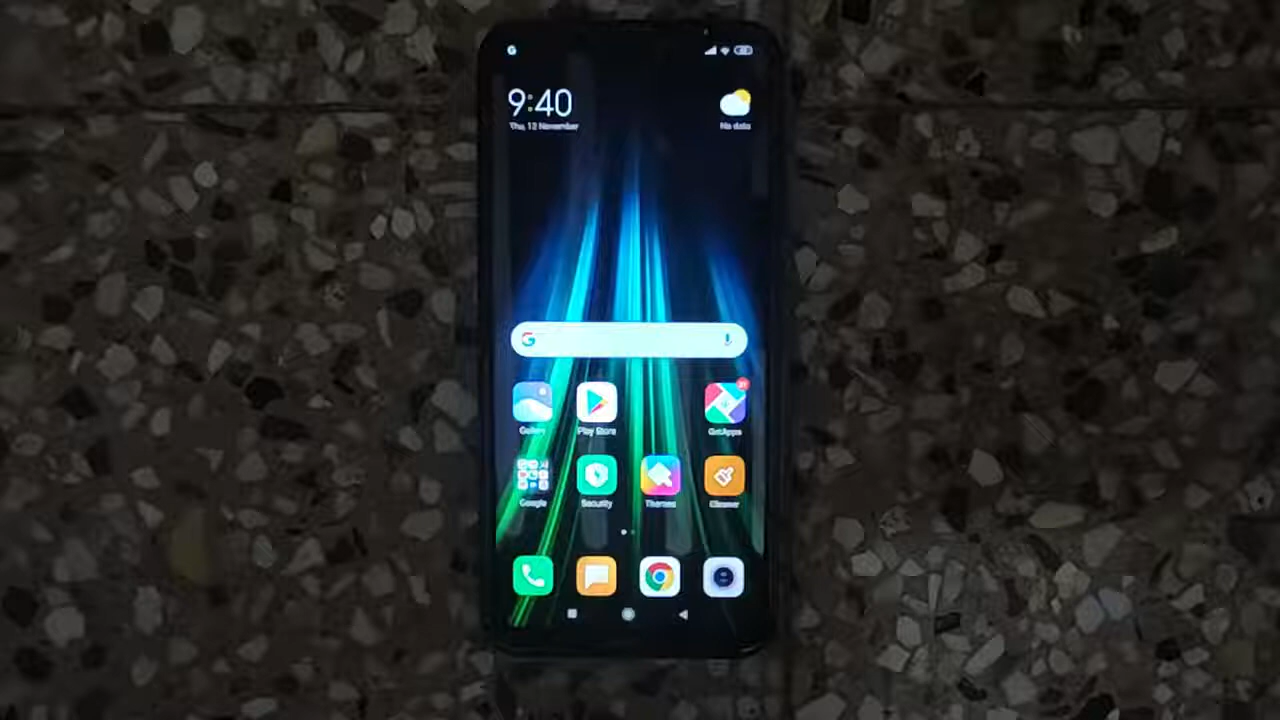 9:40
Thu, 12 November
No data
Gallery
Play Store
GetApps
Google
Security
Themes
Cleaner